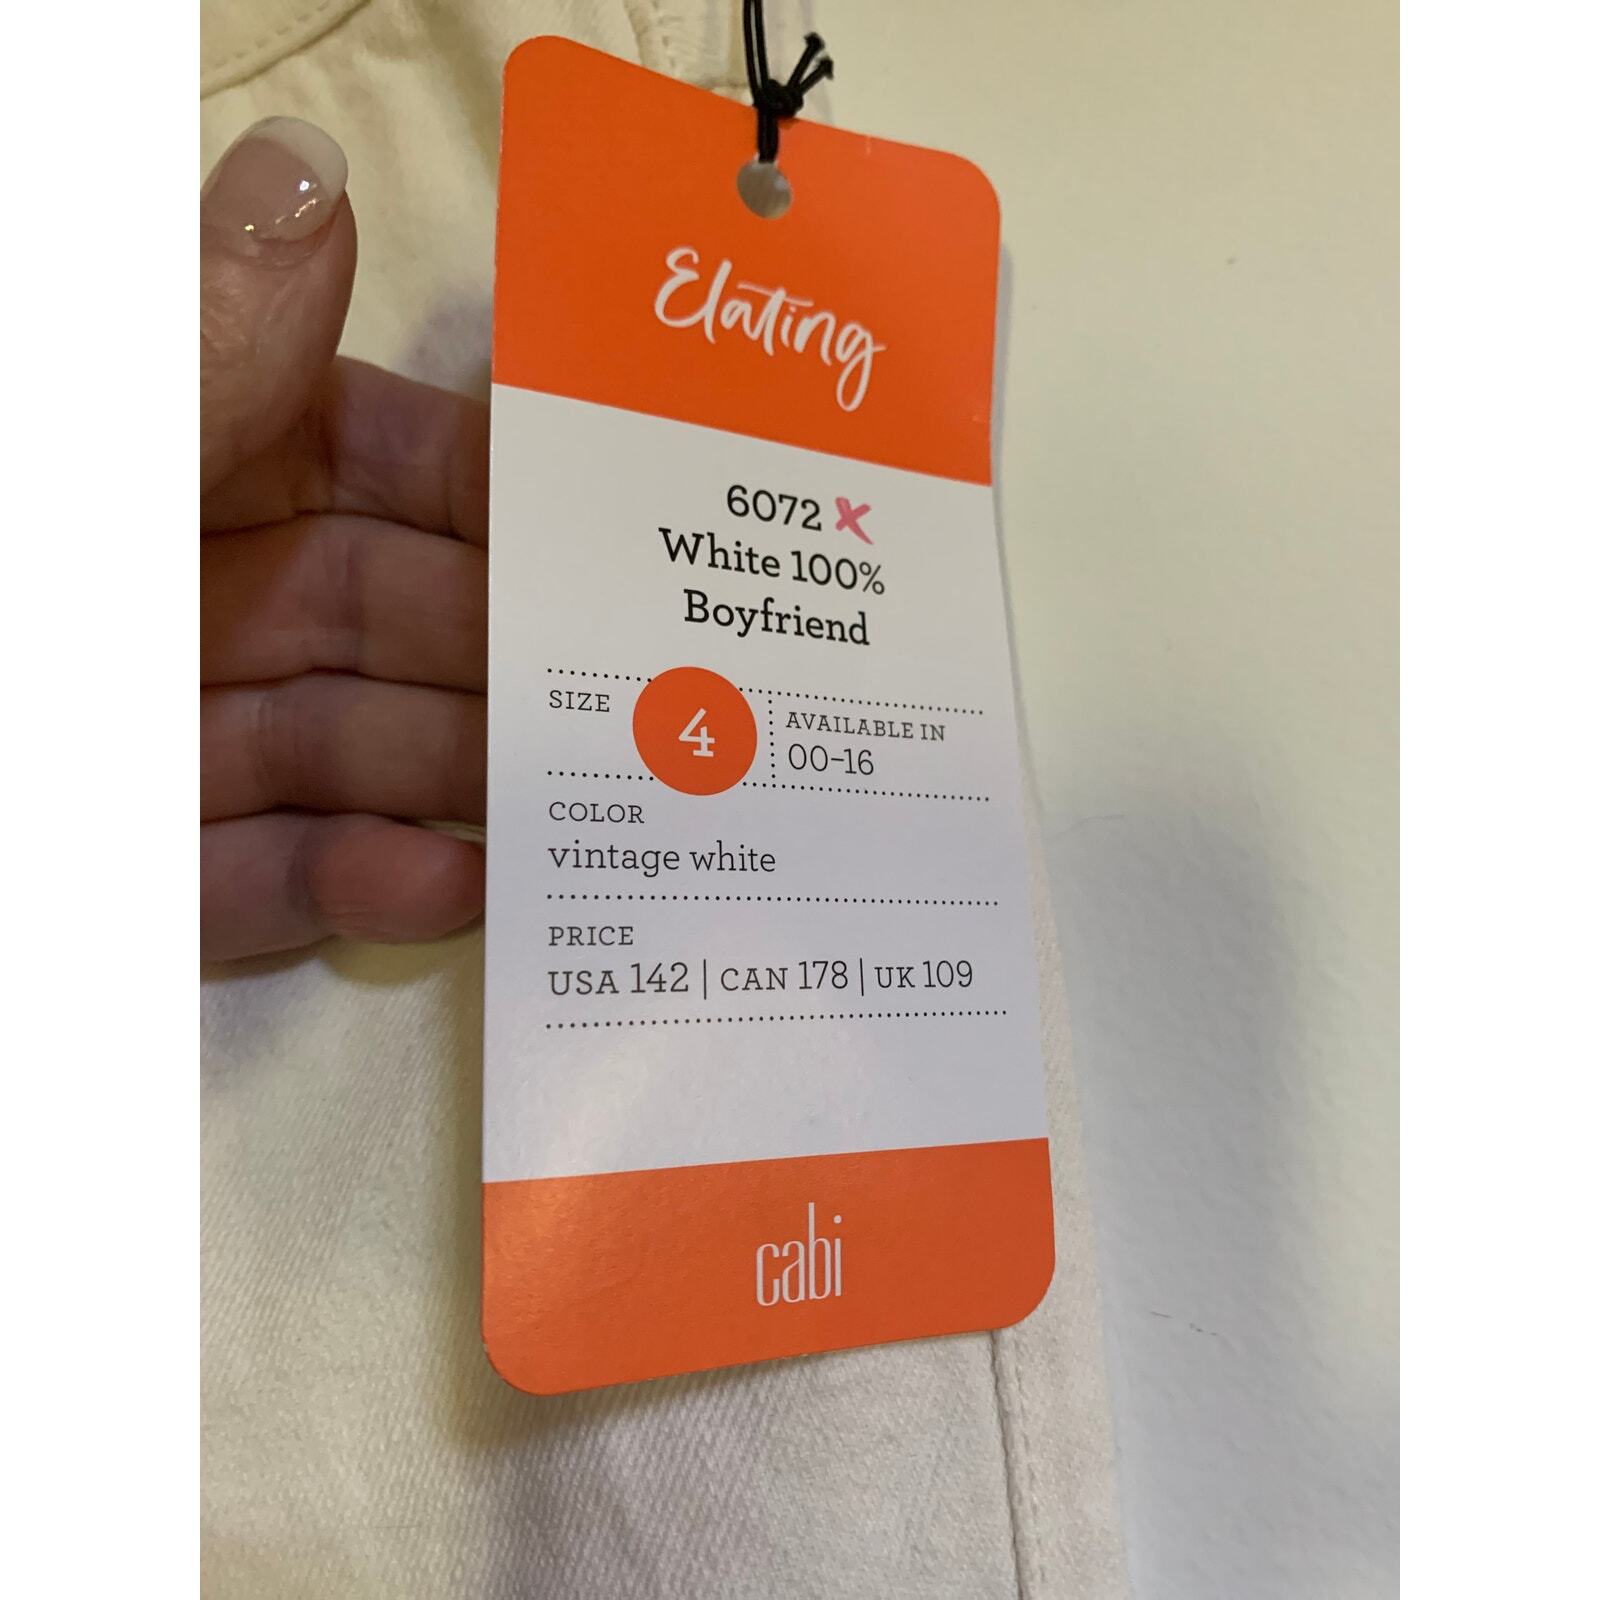 Elating
6072 X
White 100%
Boyfriend
SIZE 4
AVAILABLE IN
00-16
COLOR
vintage white
PRICE
USA 142 | CAN 178 | UK 109
cabi